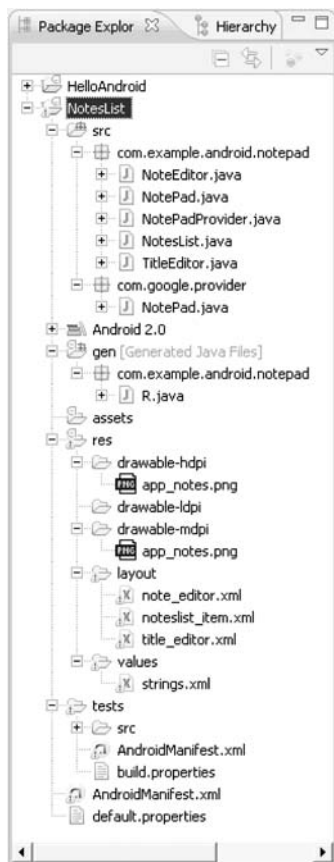 Package Explor
Hierarchy
HelloAndroid
NotesList
src
com.example.android.notepad
NoteEditor.java
NotePad.java
NotePadProvider.java
NotesList.java
TitleEditor.java
com.google.provider
NotePad.java
Android 2.0
gen [Generated Java Files]
com.example.android.notepad
R.java
assets
res
drawable-hdpi
app_notes.png
drawable-ldpi
drawable-mdpi
app_notes.png
layout
note_editor.xml
noteslist_item.xml
title_editor.xml
values
strings.xml
tests
src
AndroidManifest.xml
build.properties
AndroidManifest.xml
default.properties